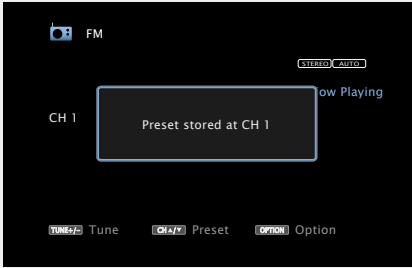 FM
STEREO AUTO
ow Playing
CH 1
Preset stored at CH 1
TUNE+/- Tune CH▲/▼ Preset OPTION Option